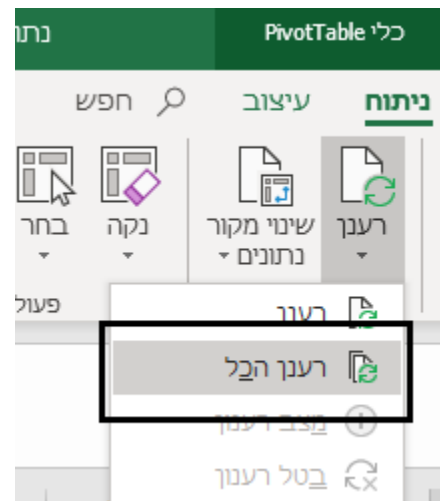 כלי PivotTable
נתו
ניתוח
עיצוב
חפש
רענן
שינוי מקור
נתונים
נקה
בחר
פעול
רענן
רענן הכל
מצב רענון
בטל רענון